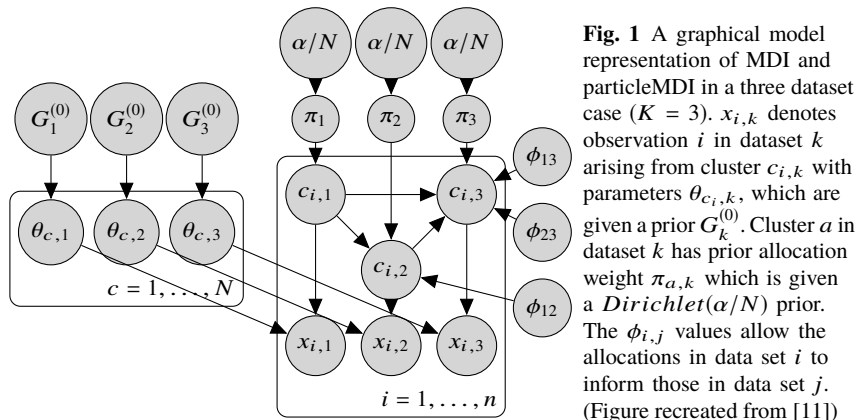 α/N α/N α/N
G_1^{(0)} G_2^{(0)} G_3^{(0)}
π_1 π_2 π_3
ϕ_{13}
c_{i,1} c_{i,3}
θ_{c,1} θ_{c,2} θ_{c,3}
ϕ_{23}
c_{i,2}
c = 1, . . . , N
ϕ_{12}
x_{i,1} x_{i,2} x_{i,3}
i = 1, . . . , n
Fig. 1 A graphical model
representation of MDI and
particleMDI in a three dataset
case (K = 3). x_{i,k} denotes
observation i in dataset k
arising from cluster c_{i,k} with
parameters θ_{c_i,k}, which are
given a prior G_k^{(0)}. Cluster a in
dataset k has prior allocation
weight π_{a,k} which is given
a Dirichlet(α/N) prior.
The ϕ_{i,j} values allow the
allocations in data set i to
inform those in data set j.
(Figure recreated from [11])